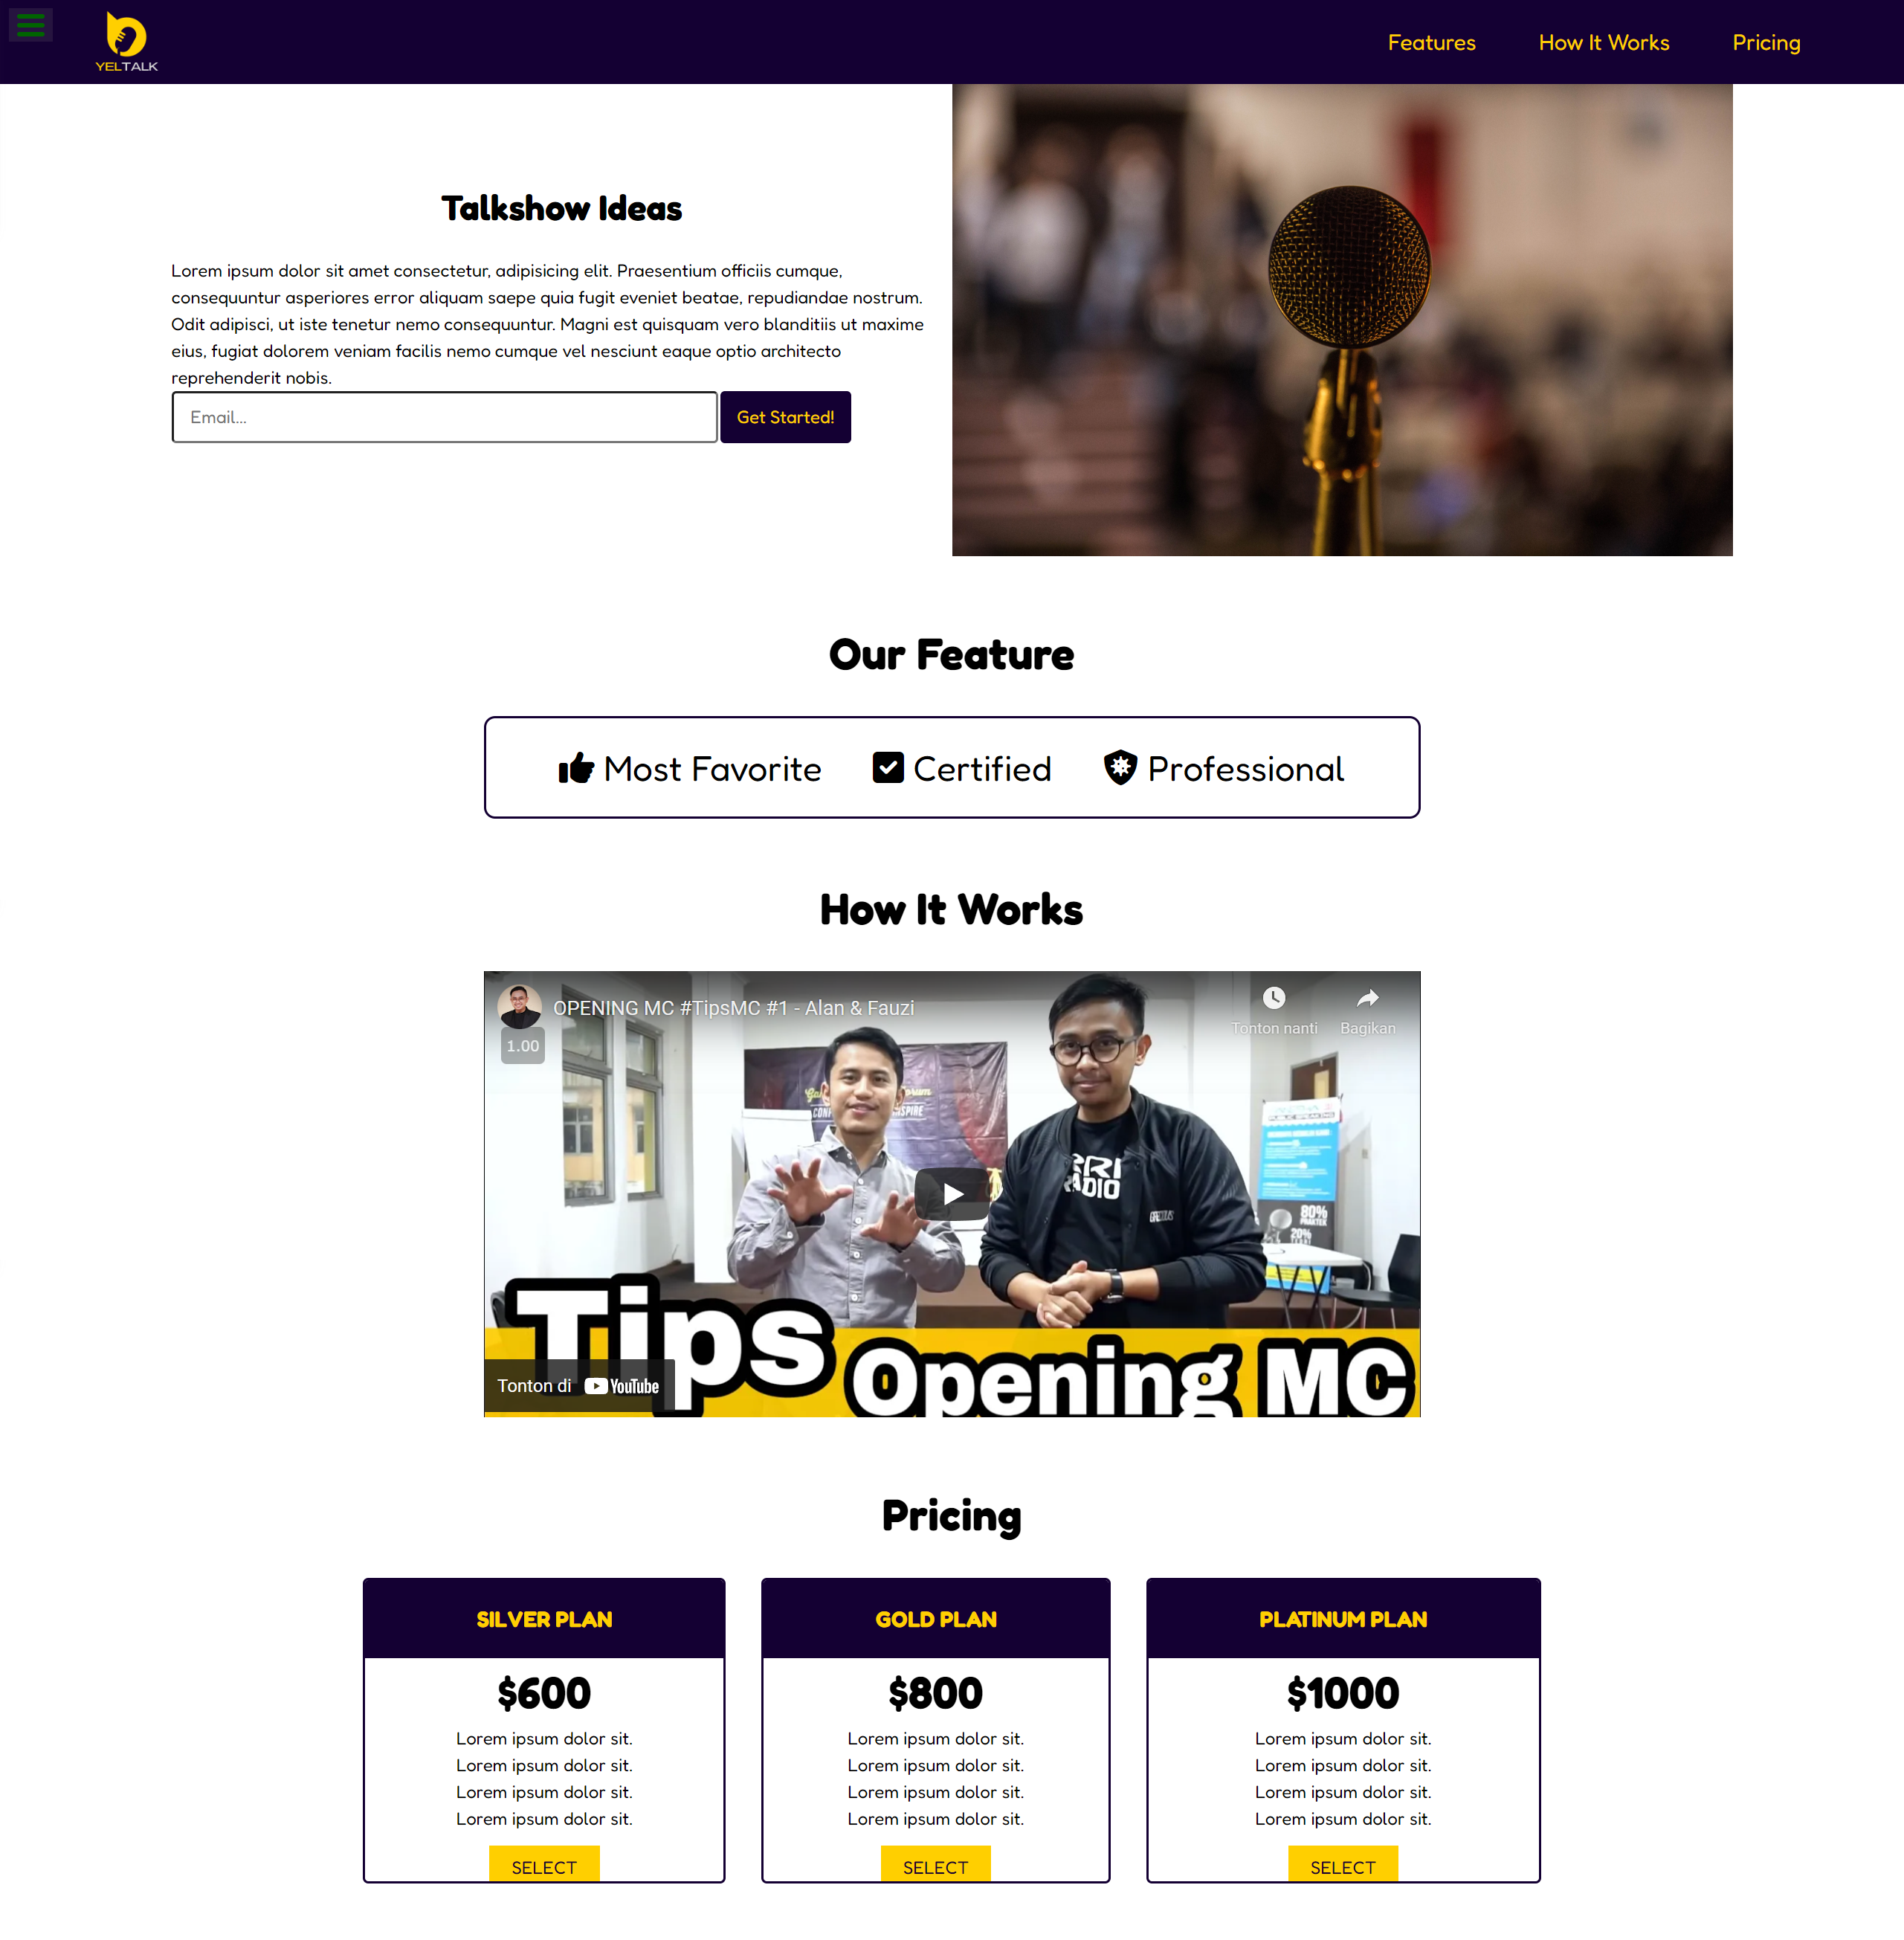 YELTALK
Features
How It Works
Pricing
Talkshow Ideas
Lorem ipsum dolor sit amet consectetur, adipisicing elit. Praesentium officiis cumque,
consequuntur asperiores error aliquam saepe quia fugit eveniet beatae, repudiandae nostrum.
Odit adipisci, ut iste tenetur nemo consequuntur. Magni est quisquam vero blanditiis ut maxime
eius, fugiat dolorem veniam facilis nemo cumque vel nesciunt eaque optio architecto
reprehenderit nobis.
Email...
Get Started!
Our Feature
Most Favorite
Certified
Professional
How It Works
OPENING MC #TipsMC #1 - Alan & Fauzi
Tonton nanti
Bagikan
1.00
80%
PRAKTEK
20%
Tips
Opening MC
Tonton di YouTube
Pricing
SILVER PLAN
$600
Lorem ipsum dolor sit.
Lorem ipsum dolor sit.
Lorem ipsum dolor sit.
Lorem ipsum dolor sit.
SELECT
GOLD PLAN
$800
Lorem ipsum dolor sit.
Lorem ipsum dolor sit.
Lorem ipsum dolor sit.
Lorem ipsum dolor sit.
SELECT
PLATINUM PLAN
$1000
Lorem ipsum dolor sit.
Lorem ipsum dolor sit.
Lorem ipsum dolor sit.
Lorem ipsum dolor sit.
SELECT